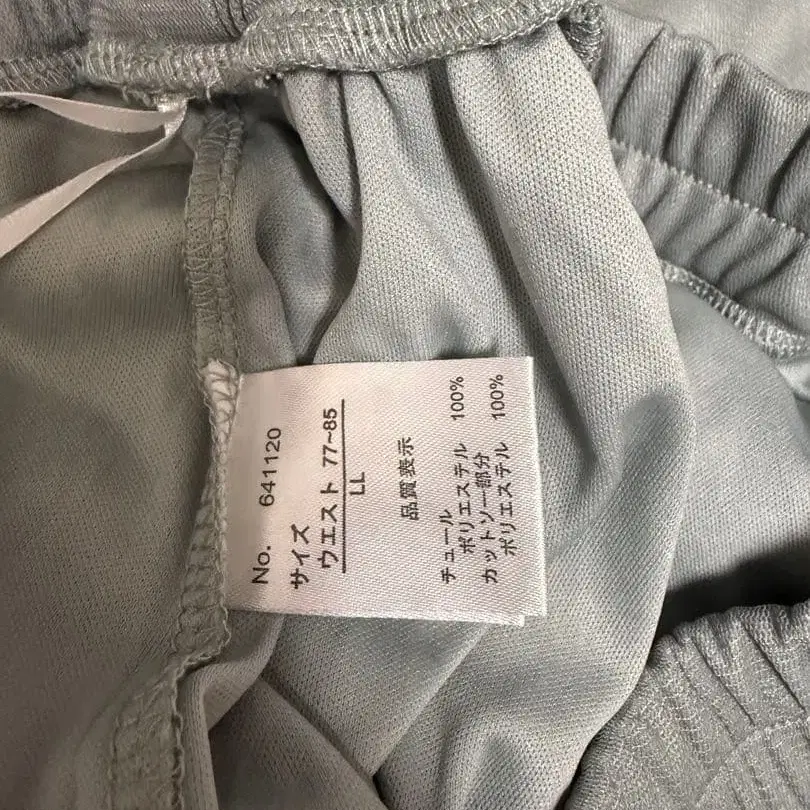 No. 641120
サイズ
ウエスト 77~85
LL
品質表示
チュール
ポリエステル 100%
カットソー部分
ポリエステル 100%